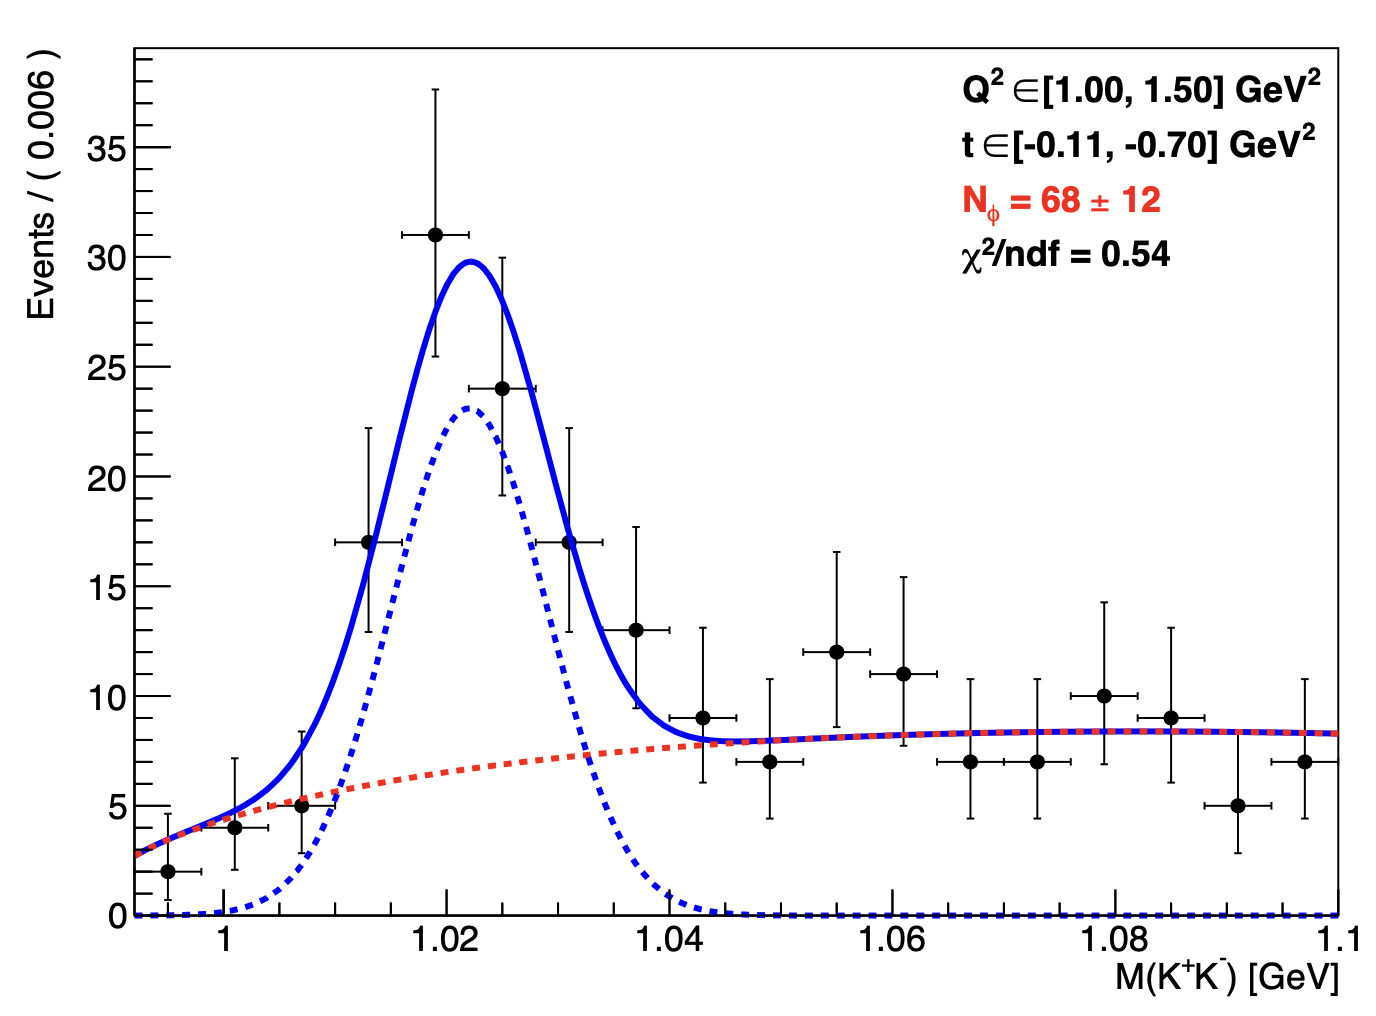 Events / ( 0.006 )
Q² ∈[1.00, 1.50] GeV²
t ∈[-0.11, -0.70] GeV²
N_ϕ = 68 ± 12
χ²/ndf = 0.54
35
30
25
20
15
10
5
0
1 1.02 1.04 1.06 1.08 1.1
M(K⁺K⁻) [GeV]